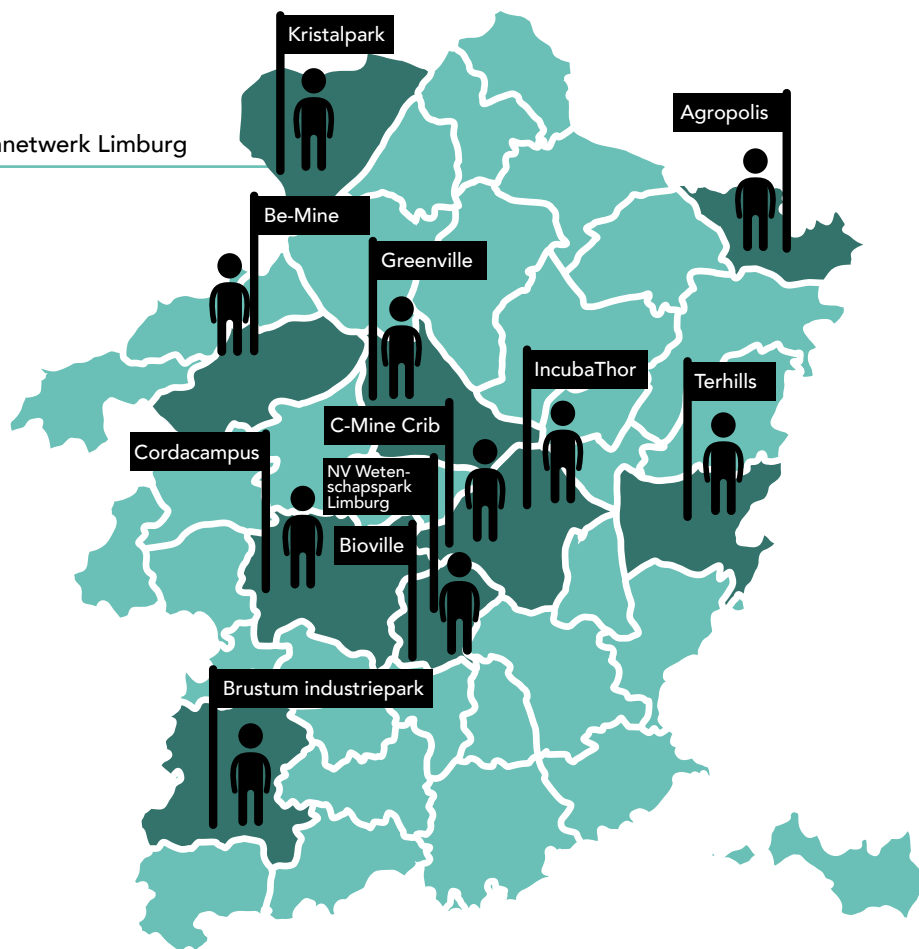 Kristalpark
Agropolis
netwerk Limburg
Be-Mine
Greenville
IncubaThor
Terhills
C-Mine Crib
Cordacampus
NV Weten-
schapspark
Limburg
Bioville
Brustum industriepark